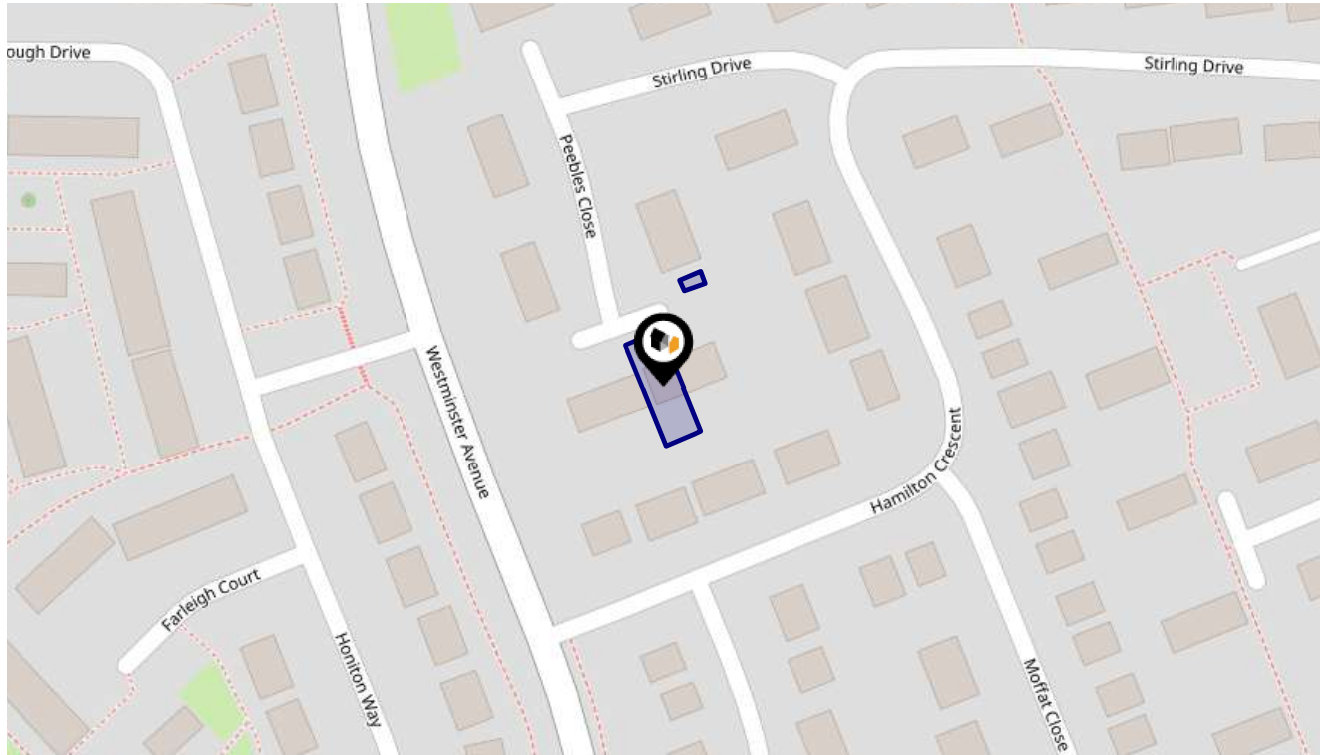 ough Drive
Stirling Drive
Stirling Drive
Peebles Close
Westminster Avenue
Hamilton Crescent
Farleigh Court
Honiton Way
Moffat Close